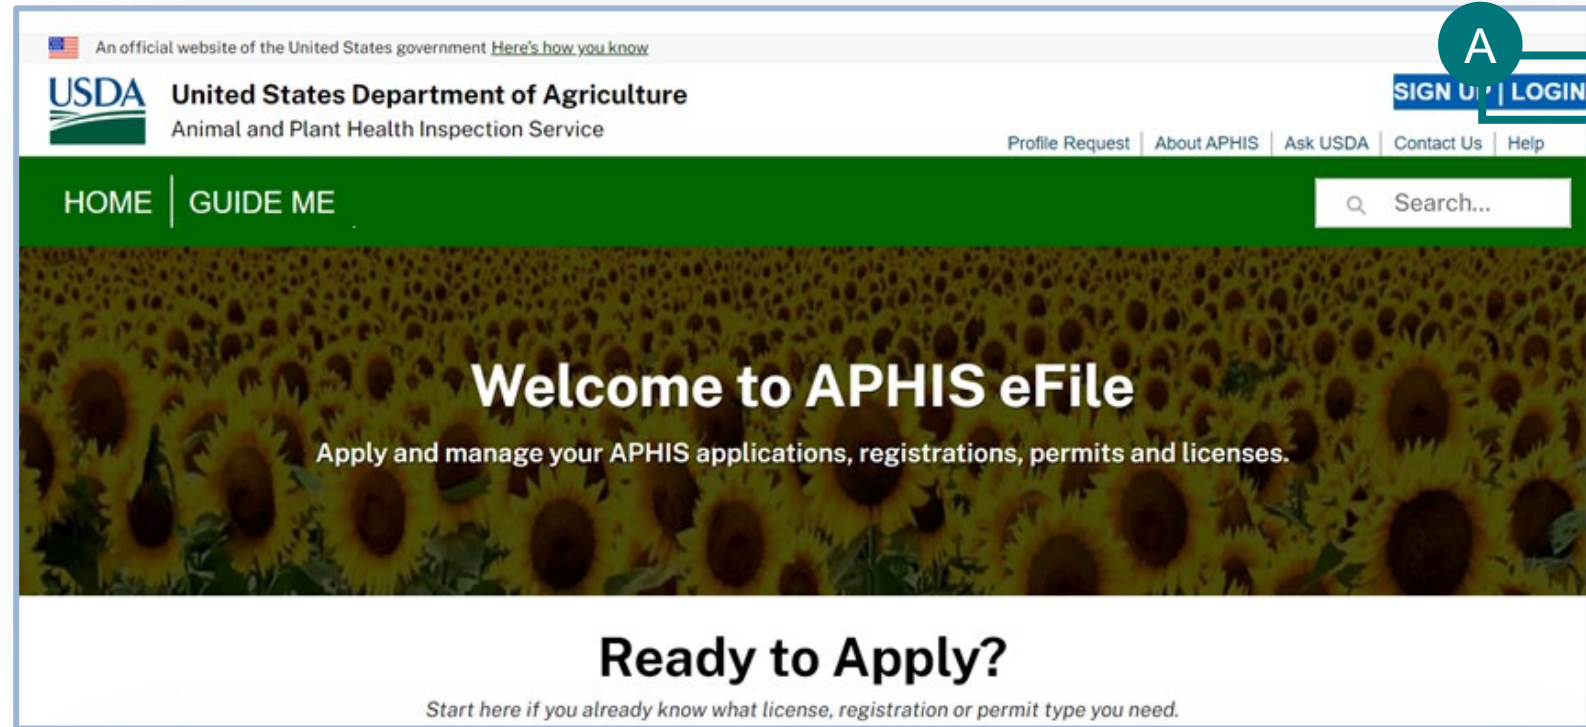 An official website of the United States government Here's how you know
A
USDA
United States Department of Agriculture
Animal and Plant Health Inspection Service
SIGN UP | LOGIN
Profile Request | About APHIS | Ask USDA | Contact Us | Help
HOME | GUIDE ME
Search...
Welcome to APHIS eFile
Apply and manage your APHIS applications, registrations, permits and licenses.
Ready to Apply?
Start here if you already know what license, registration or permit type you need.